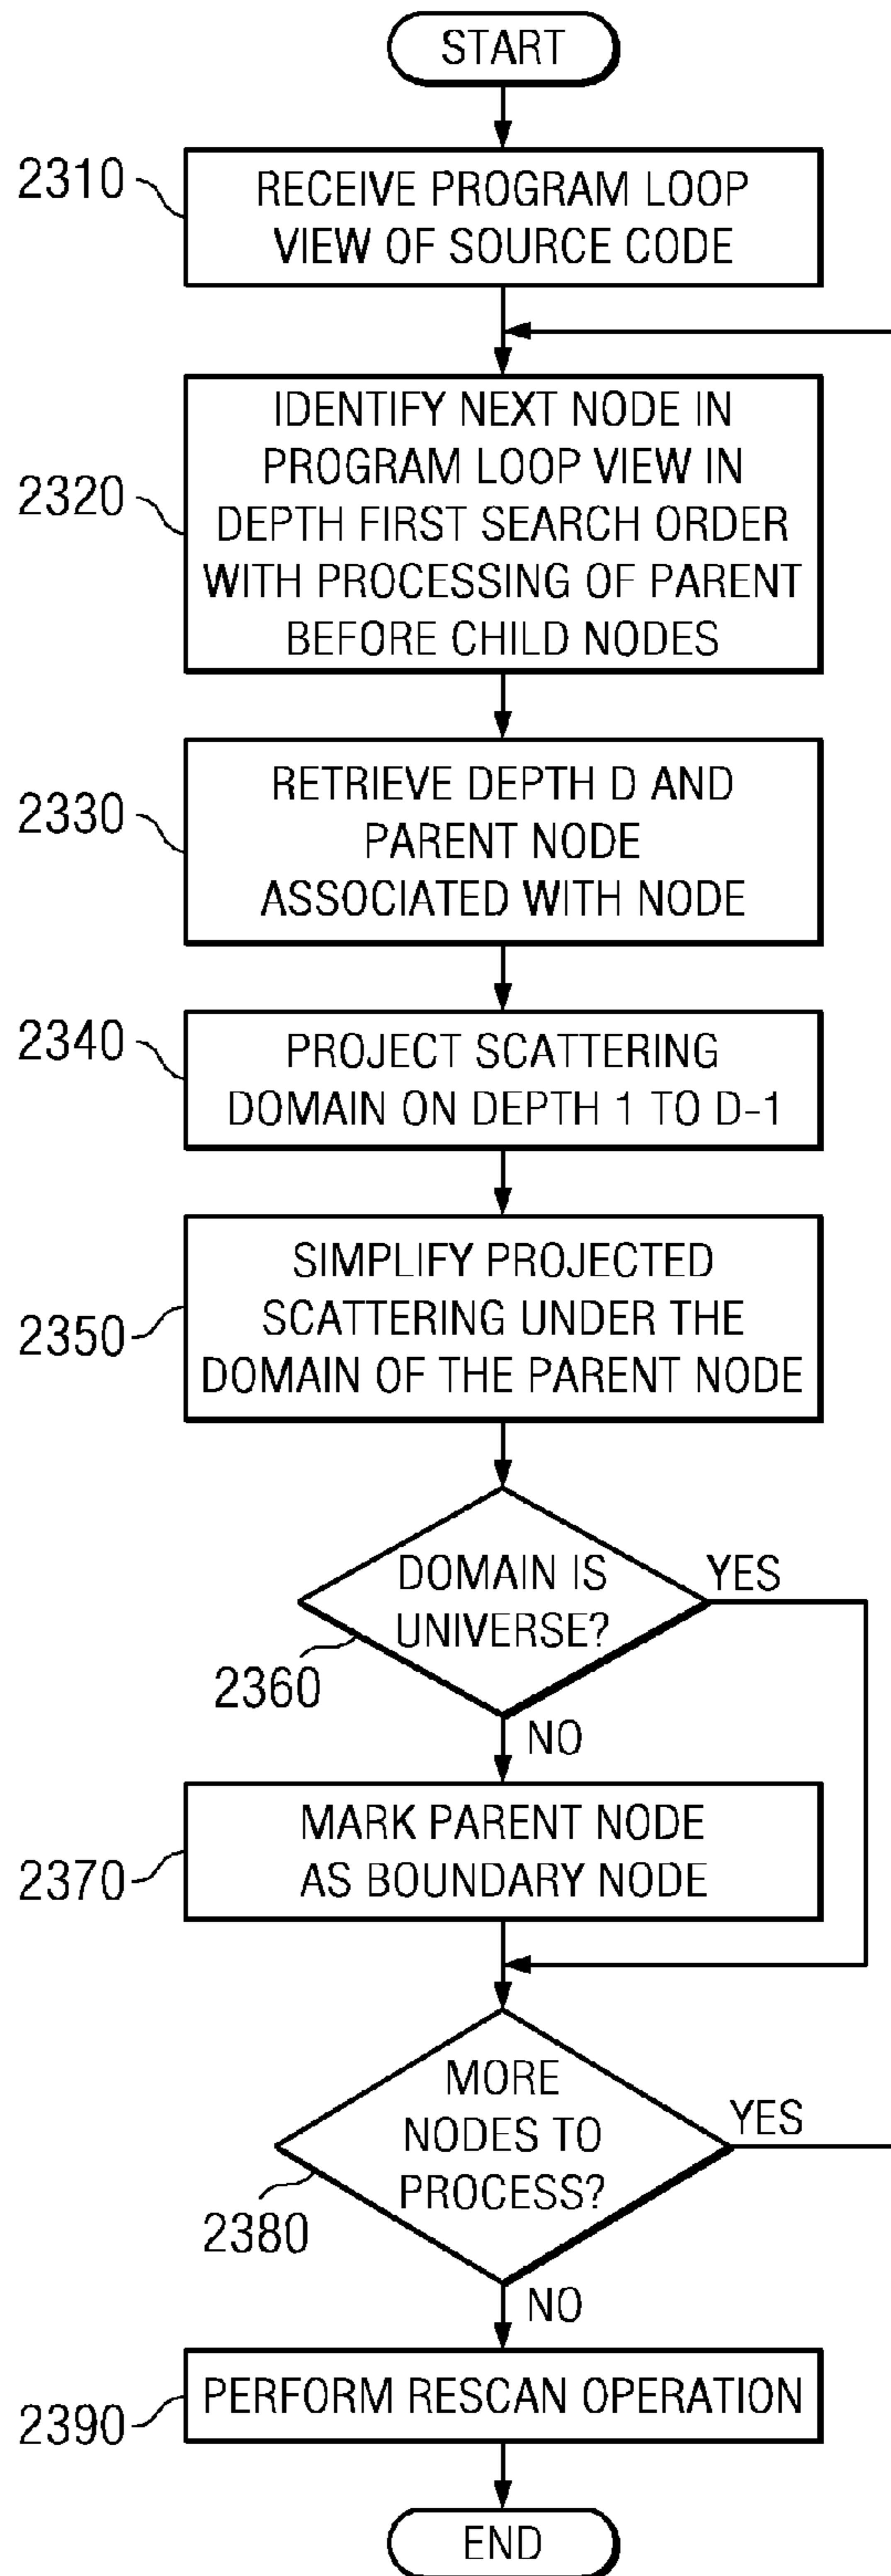 START
2310
RECEIVE PROGRAM LOOP
VIEW OF SOURCE CODE
2320
IDENTIFY NEXT NODE IN
PROGRAM LOOP VIEW IN
DEPTH FIRST SEARCH ORDER
WITH PROCESSING OF PARENT
BEFORE CHILD NODES
2330
RETRIEVE DEPTH D AND
PARENT NODE
ASSOCIATED WITH NODE
2340
PROJECT SCATTERING
DOMAIN ON DEPTH 1 TO D-1
2350
SIMPLIFY PROJECTED
SCATTERING UNDER THE
DOMAIN OF THE PARENT NODE
DOMAIN IS
UNIVERSE?
YES
2360
NO
2370
MARK PARENT NODE
AS BOUNDARY NODE
MORE
NODES TO
PROCESS?
YES
2380
NO
2390
PERFORM RESCAN OPERATION
END